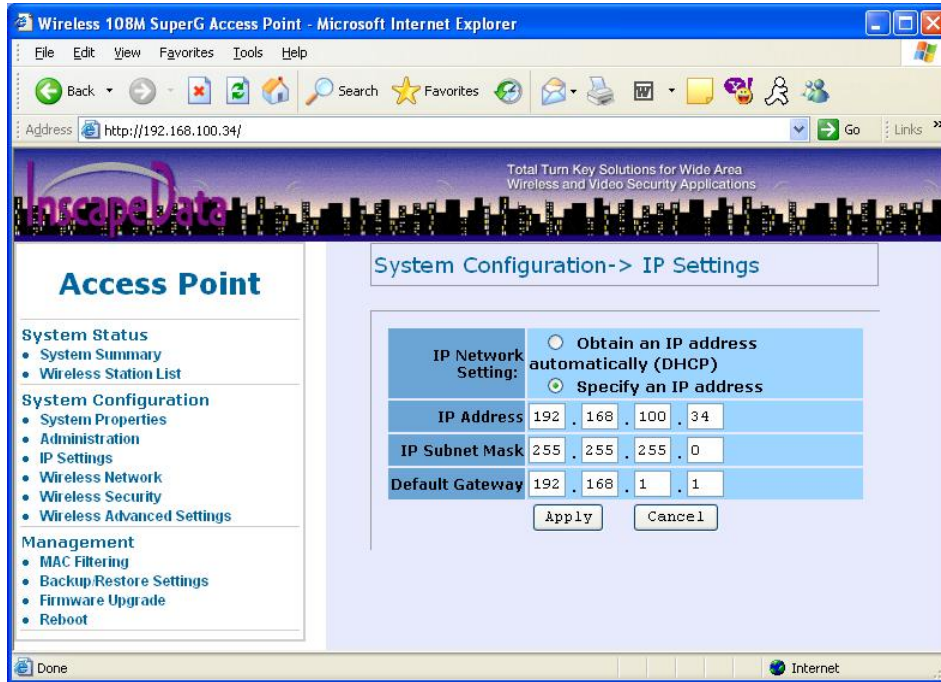 Wireless 108M SuperG Access Point - Microsoft Internet Explorer
File Edit View Favorites Tools Help
Back Search Favorites
Address http://192.168.100.34/ Go Links »
InscapeData
Total Turn Key Solutions for Wide Area
Wireless and Video Security Applications
Access Point
System Status
• System Summary
• Wireless Station List
System Configuration
• System Properties
• Administration
• IP Settings
• Wireless Network
• Wireless Security
• Wireless Advanced Settings
Management
• MAC Filtering
• Backup/Restore Settings
• Firmware Upgrade
• Reboot
System Configuration-> IP Settings
IP Network
Setting:
Obtain an IP address
automatically (DHCP)
Specify an IP address
IP Address 192 . 168 . 100 . 34
IP Subnet Mask 255 . 255 . 255 . 0
Default Gateway 192 . 168 . 1 . 1
Apply Cancel
Done Internet